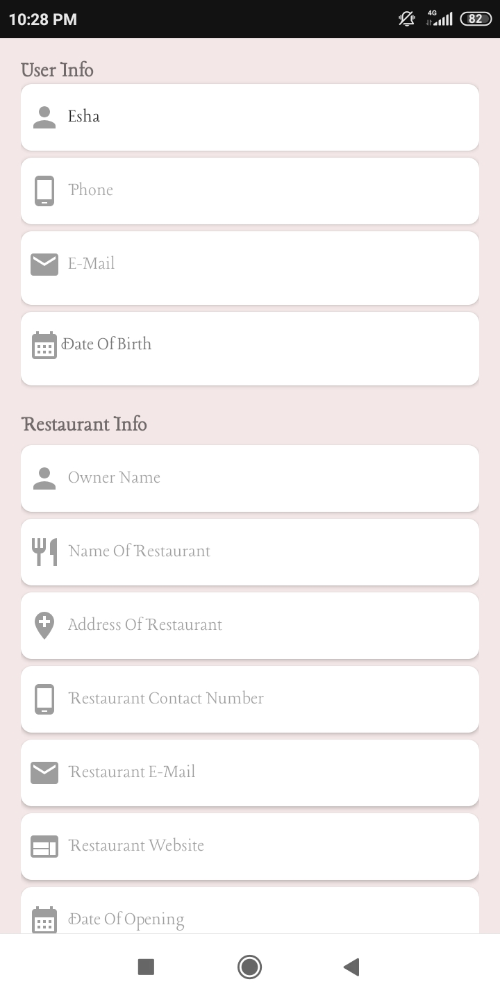 10:28 PM
4G
82
User Info
Esha
Phone
E-Mail
Date Of Birth
Restaurant Info
Owner Name
Name Of Restaurant
Address Of Restaurant
Restaurant Contact Number
Restaurant E-Mail
Restaurant Website
Date Of Opening